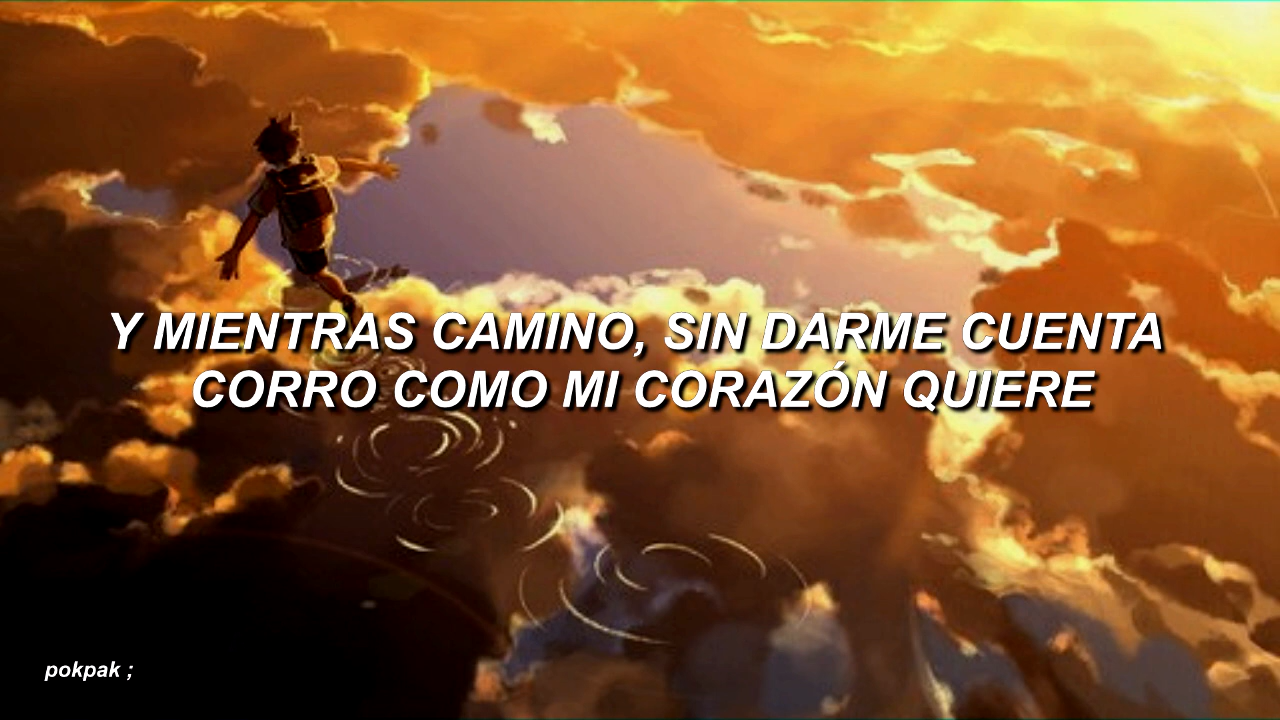 Y MIENTRAS CAMINO, SIN DARME CUENTA
CORRO COMO MI CORAZÓN QUIERE
pokpak ;